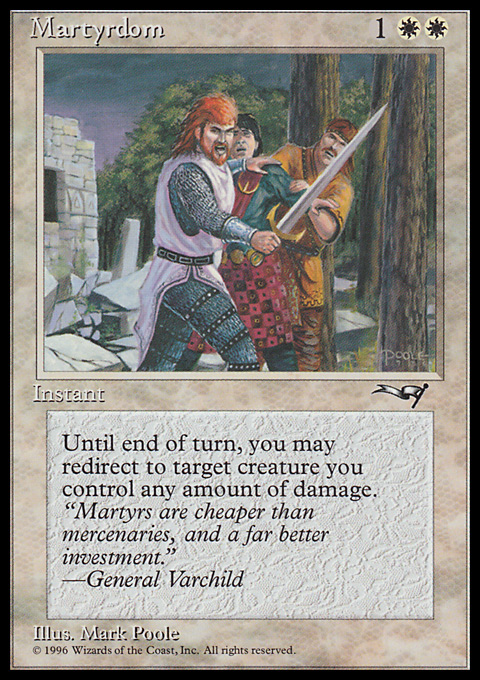 Martyrdom 1
POOLE
Instant
Until end of turn, you may
redirect to target creature you
control any amount of damage.
“Martyrs are cheaper than
mercenaries, and a far better
investment.”
—General Varchild
Illus. Mark Poole
© 1996 Wizards of the Coast, Inc. All rights reserved.